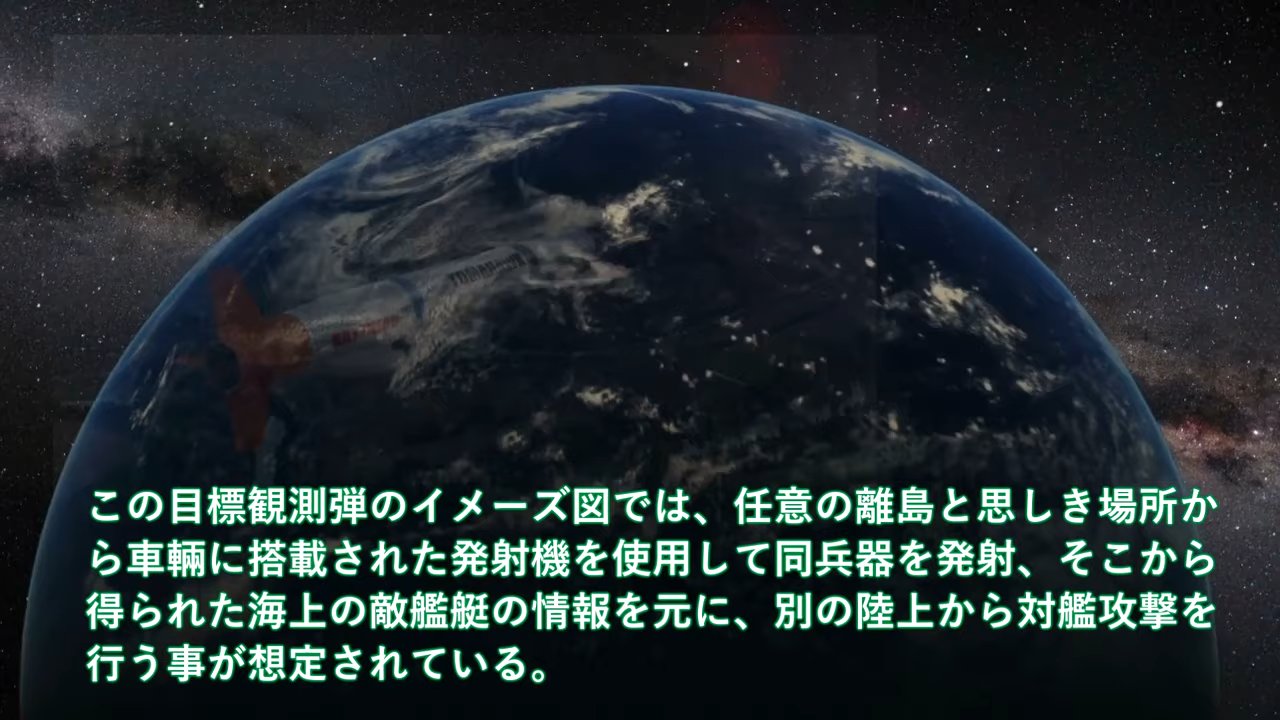 TOMAHAWK
この目標観測弾のイメーズ図では、任意の離島と思しき場所か
ら車輛に搭載された発射機を使用して同兵器を発射、そこから
得られた海上の敵艦艇の情報を元に、別の陸上から対艦攻撃を
行う事が想定されている。